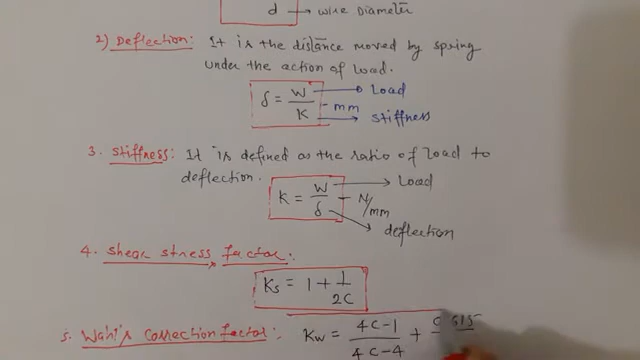 d → wire Diameter
2) Deflection: It is the distance moved by spring
under the action of load.
δ = W/K - mm
Load
stiffness
3. stiffness: It is defined as the ratio of load to
deflection.
K = W/δ - N/mm
Load
deflection
4. Shear stress factor:
Ks = 1 + 1/2C
5. Wahl's correction factor: Kw = 4C-1/4C-4 +